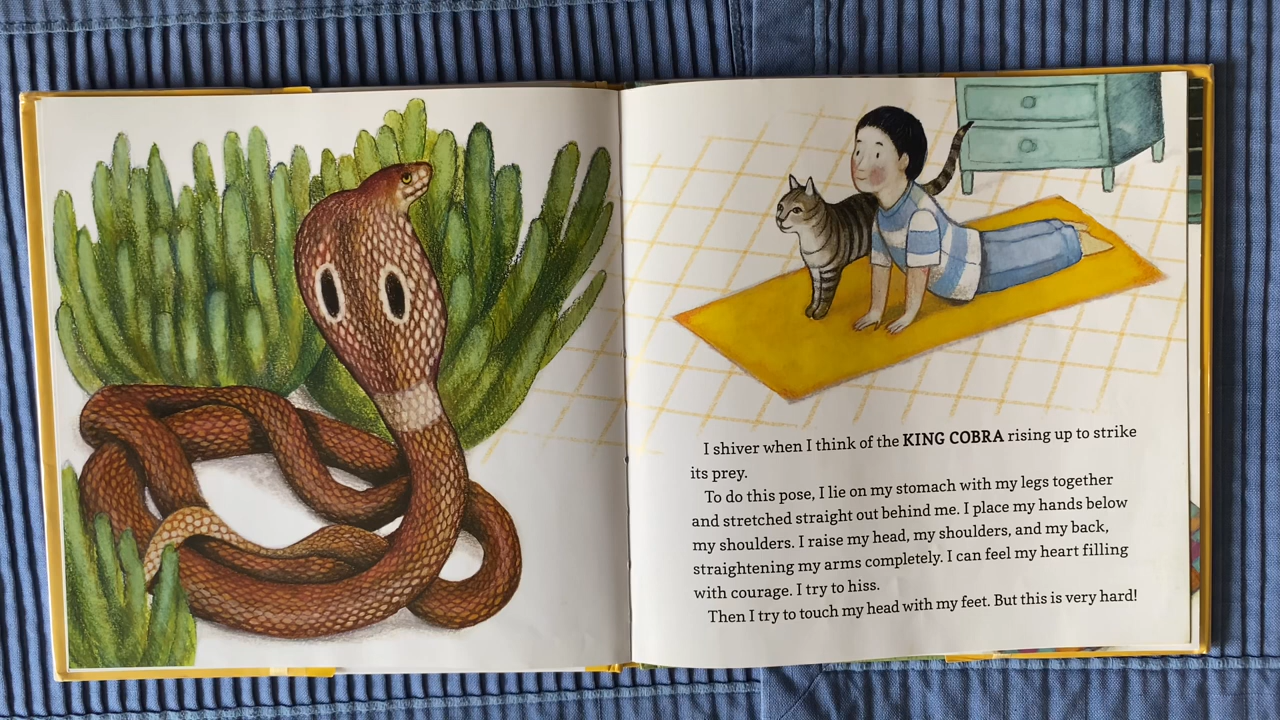 I shiver when I think of the KING COBRA rising up to strike
its prey.
To do this pose, I lie on my stomach with my legs together
and stretched straight out behind me. I place my hands below
my shoulders. I raise my head, my shoulders, and my back,
straightening my arms completely. I can feel my heart filling
with courage. I try to hiss.
Then I try to touch my head with my feet. But this is very hard!